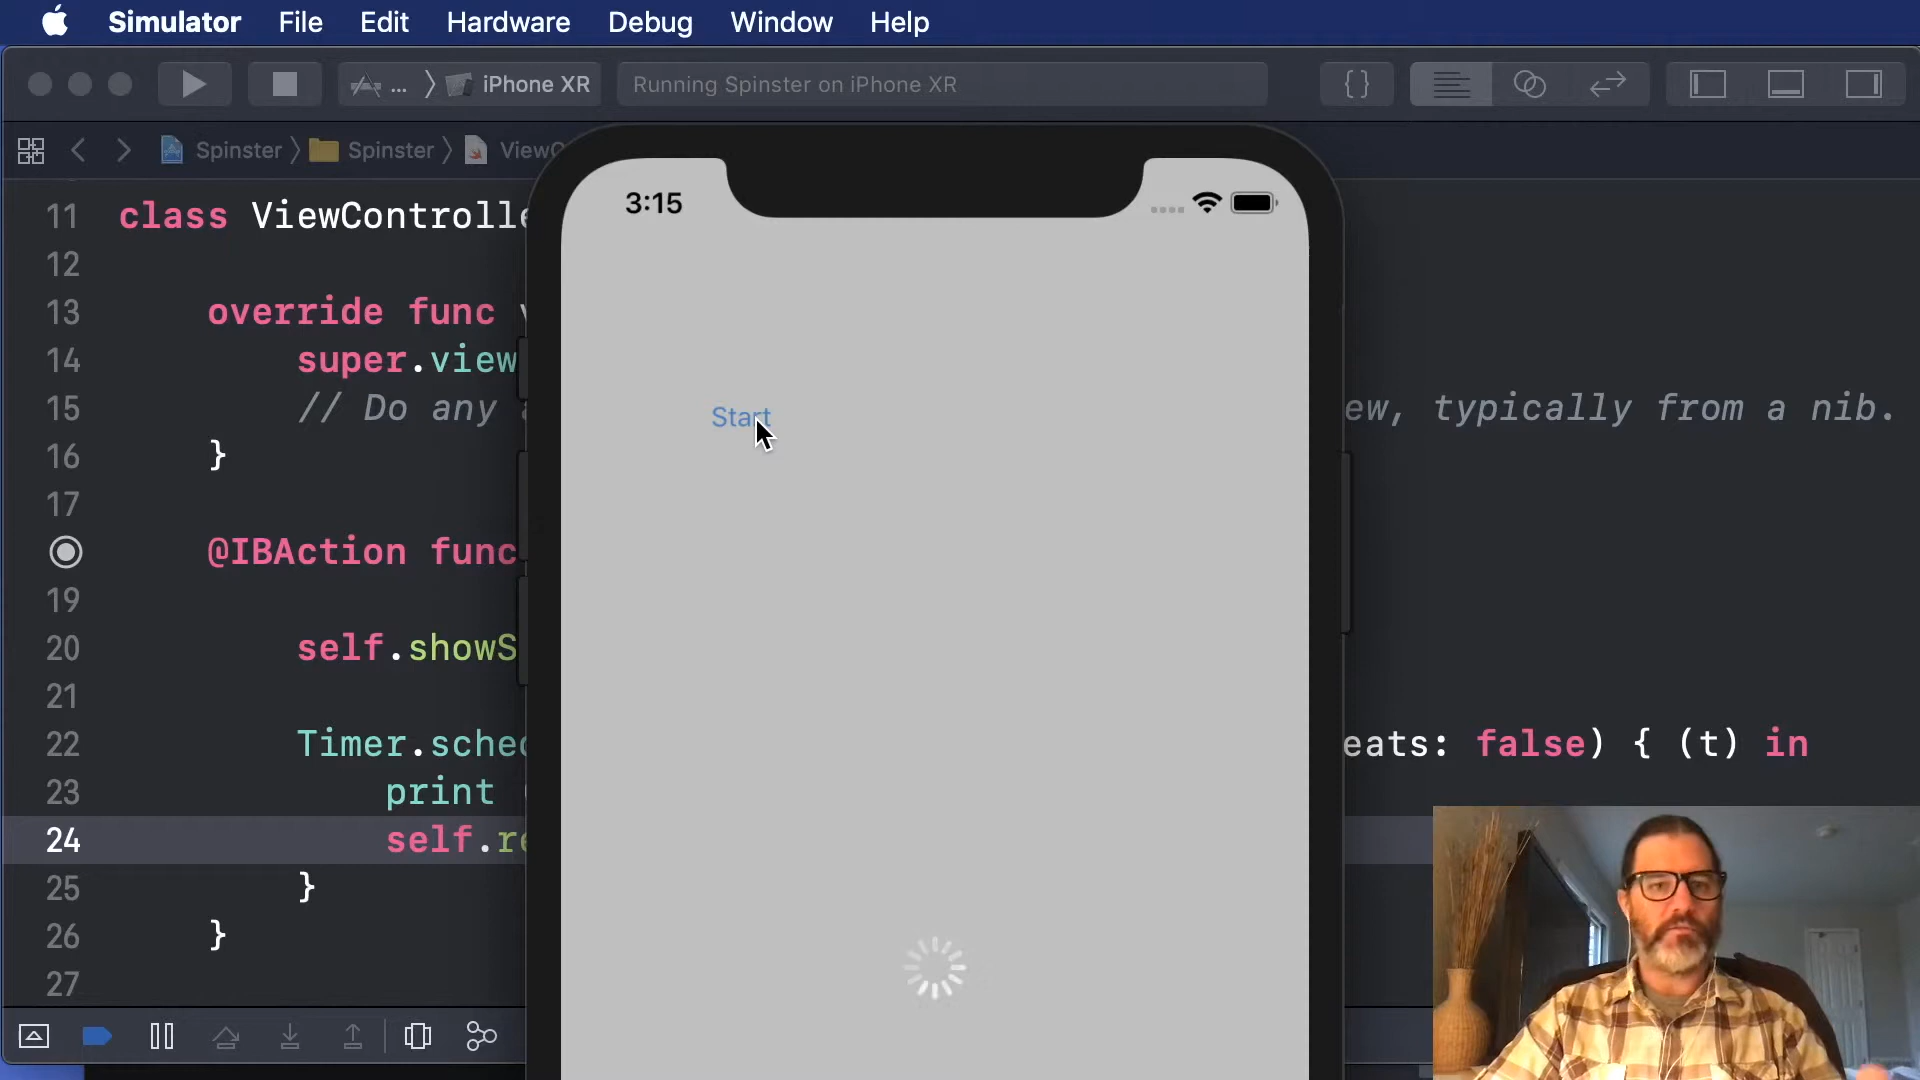 Simulator File Edit Hardware Debug Window Help
... iPhone XR Running Spinster on iPhone XR
Spinster Spinster ViewC
3:15
11 class ViewControlle
12
13 override func v
14 super.view
15 // Do any a ew, typically from a nib.
16 }
17
Start
@IBAction func
19
20 self.showS
21
22 Timer.sched eats: false) { (t) in
23 print (
24 self.re
25 }
26 }
27